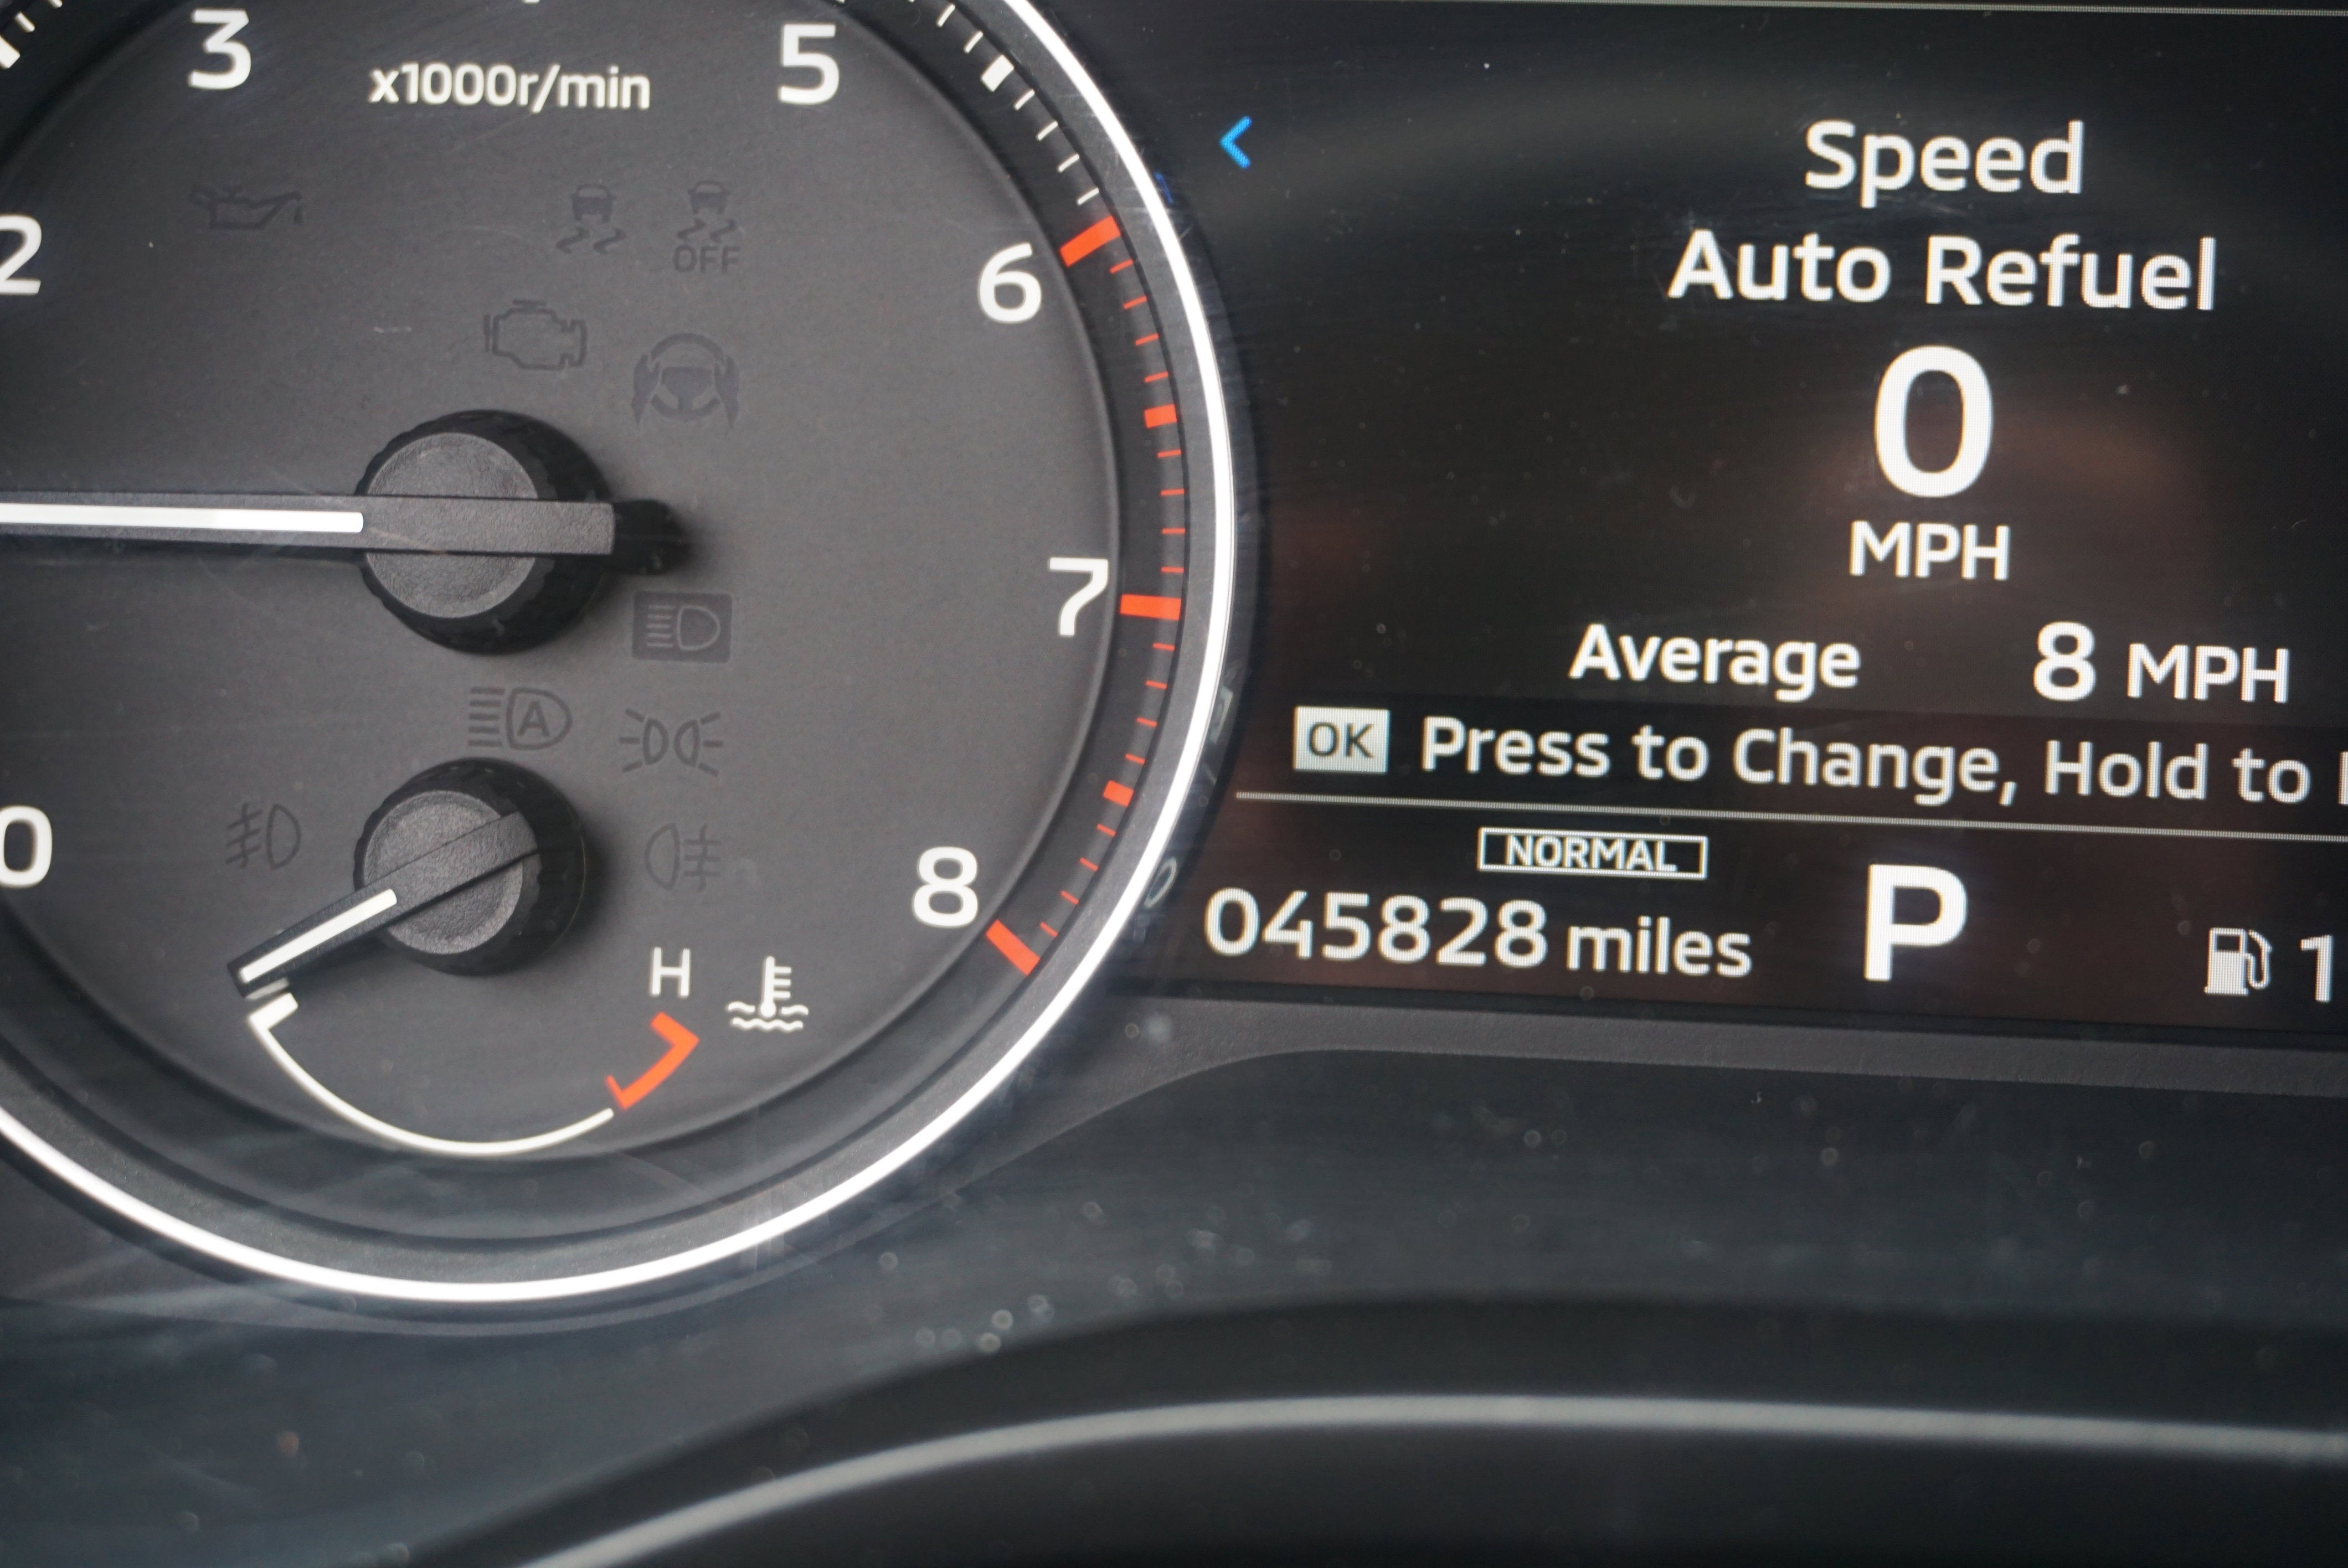 3
x1000r/min
5
2
OFF
6
7
A
0
8
H
Speed
Auto Refuel
0
MPH
Average 8 MPH
OK Press to Change, Hold to
NORMAL
045828 miles
P
1